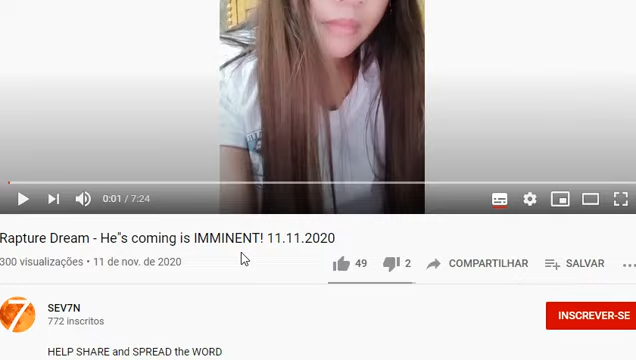 0:01 / 7:24
Rapture Dream - He"s coming is IMMINENT! 11.11.2020
300 visualizações • 11 de nov. de 2020
49
2
COMPARTILHAR
SALVAR
7
SEV7N
772 inscritos
INSCREVER-SE
HELP SHARE and SPREAD the WORD